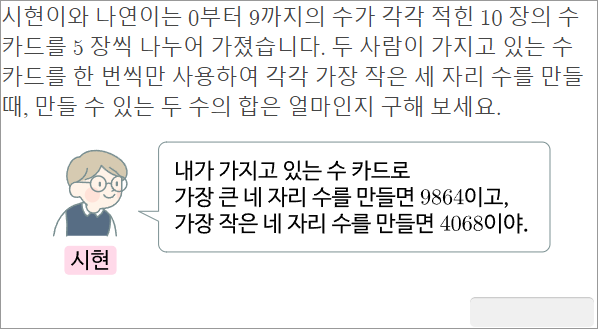 시현이와 나연이는 0부터 9까지의 수가 각각 적힌 10 장의 수
카드를 5 장씩 나누어 가졌습니다. 두 사람이 가지고 있는 수
카드를 한 번씩만 사용하여 각각 가장 작은 세 자리 수를 만들
때, 만들 수 있는 두 수의 합은 얼마인지 구해 보세요.
내가 가지고 있는 수 카드로
가장 큰 네 자리 수를 만들면 9864이고,
가장 작은 네 자리 수를 만들면 4068이야.
시현